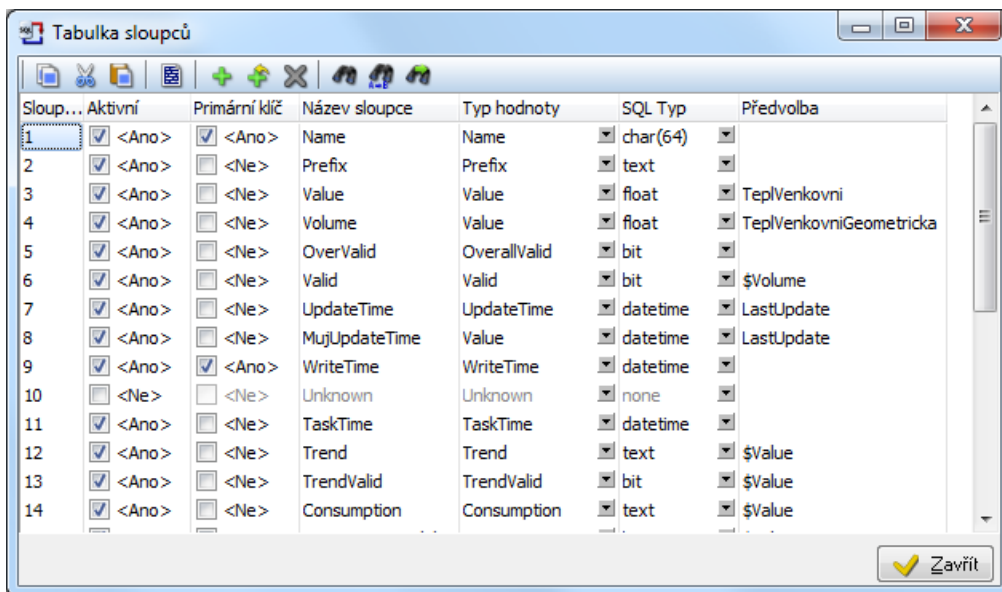 Tabulka sloupců
Sloup... Aktivní Primární klíč Název sloupce Typ hodnoty SQL Typ Předvolba
1 <Ano> <Ano> Name Name char(64)
2 <Ano> <Ne> Prefix Prefix text
3 <Ano> <Ne> Value Value float TeplVenkovni
4 <Ano> <Ne> Volume Value float TeplVenkovniGeometricka
5 <Ano> <Ne> OverValid OverallValid bit
6 <Ano> <Ne> Valid Valid bit $Volume
7 <Ano> <Ne> UpdateTime UpdateTime datetime LastUpdate
8 <Ano> <Ne> MujUpdateTime Value datetime LastUpdate
9 <Ano> <Ano> WriteTime WriteTime datetime
10 <Ne> <Ne> Unknown Unknown none
11 <Ano> <Ne> TaskTime TaskTime datetime
12 <Ano> <Ne> Trend Trend text $Value
13 <Ano> <Ne> TrendValid TrendValid bit $Value
14 <Ano> <Ne> Consumption Consumption text $Value
Zavřít